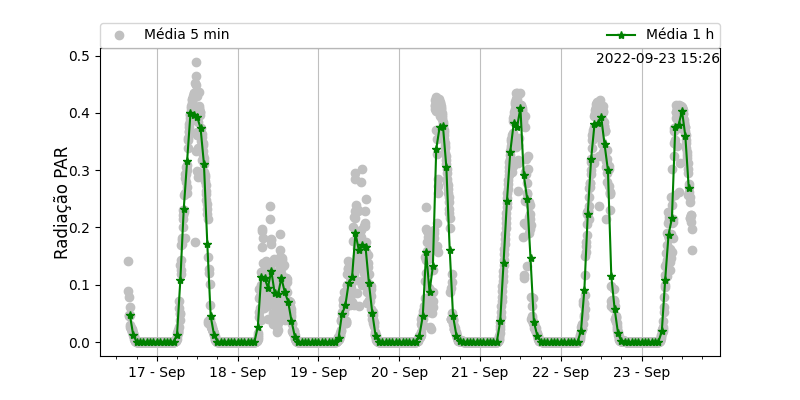 Média 5 min
Média 1 h
2022-09-23 15:26
Radiação PAR
0.5
0.4
0.3
0.2
0.1
0.0
17 - Sep
18 - Sep
19 - Sep
20 - Sep
21 - Sep
22 - Sep
23 - Sep